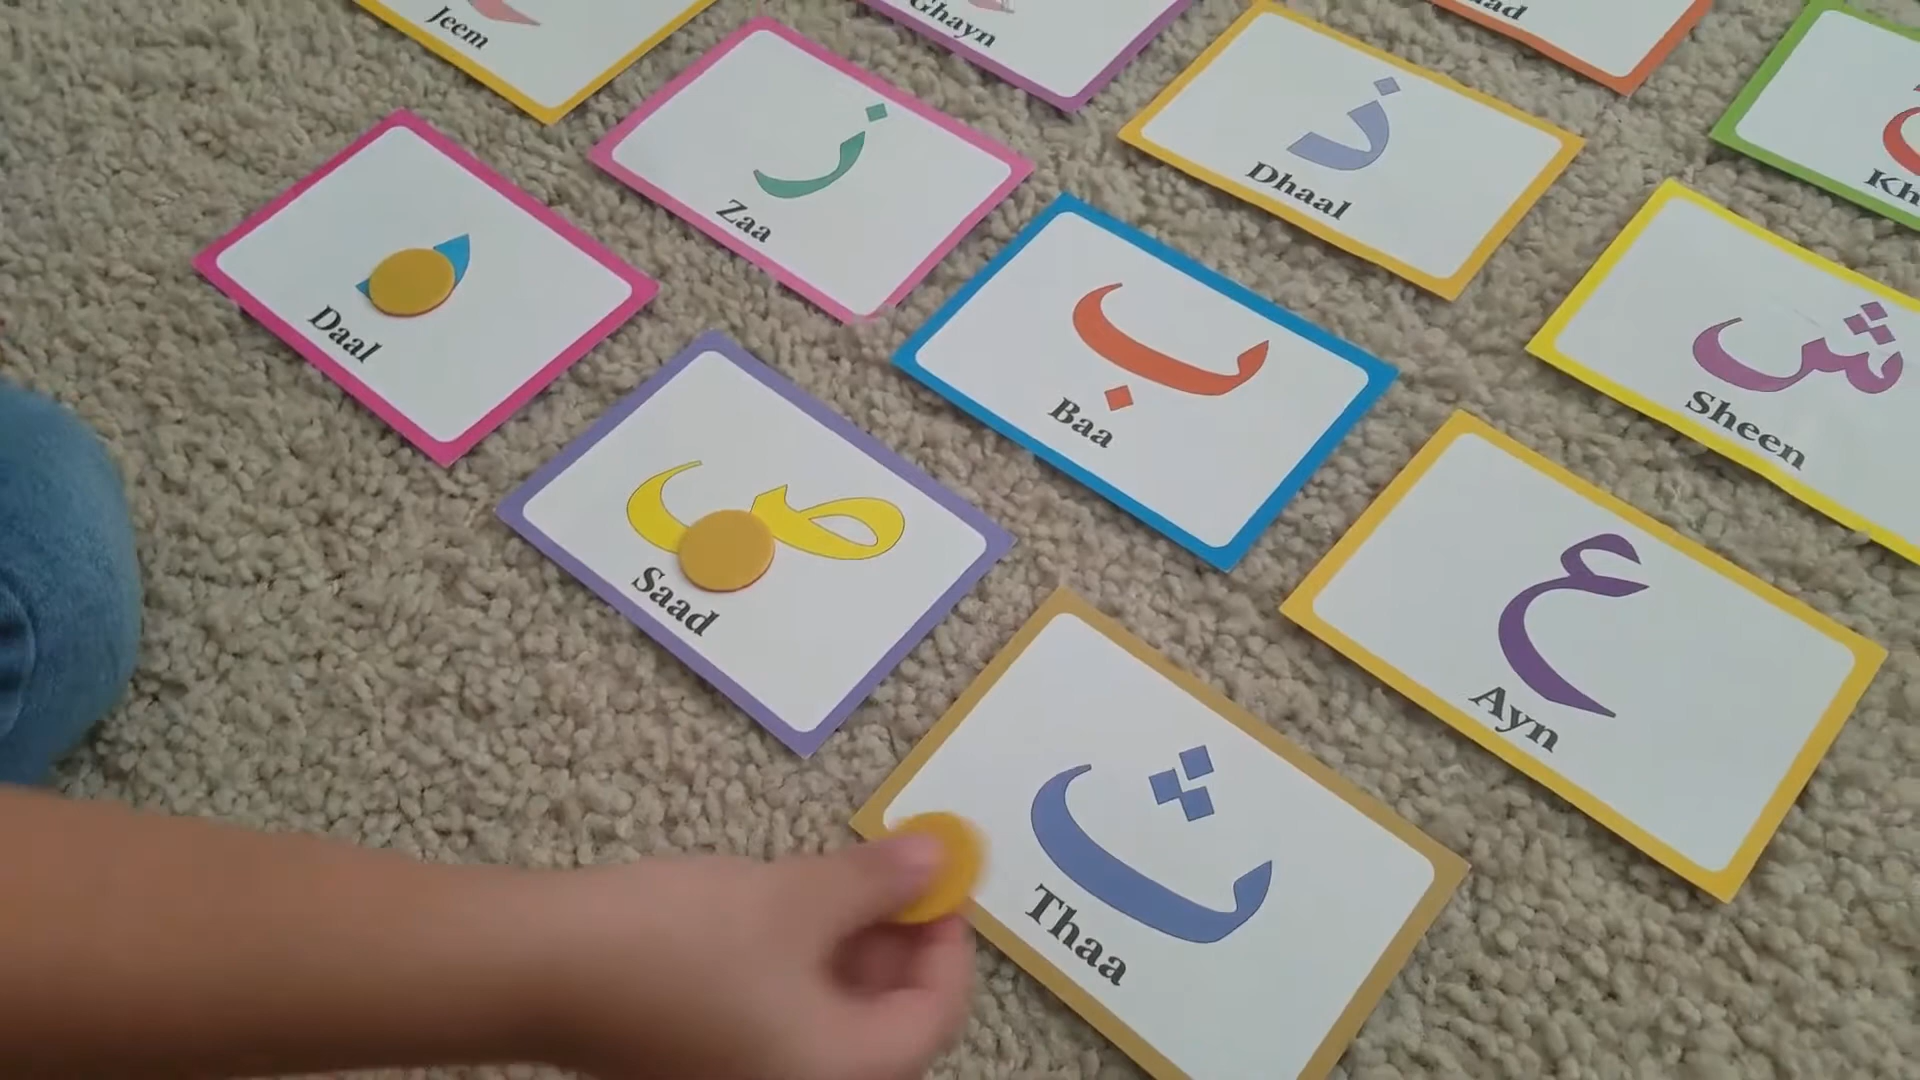 Jeem
Ghayn
ز
Zaa
ذ
Dhaal
Daal
ب
Baa
ش
Sheen
ص
Saad
ع
Ayn
ث
Thaa